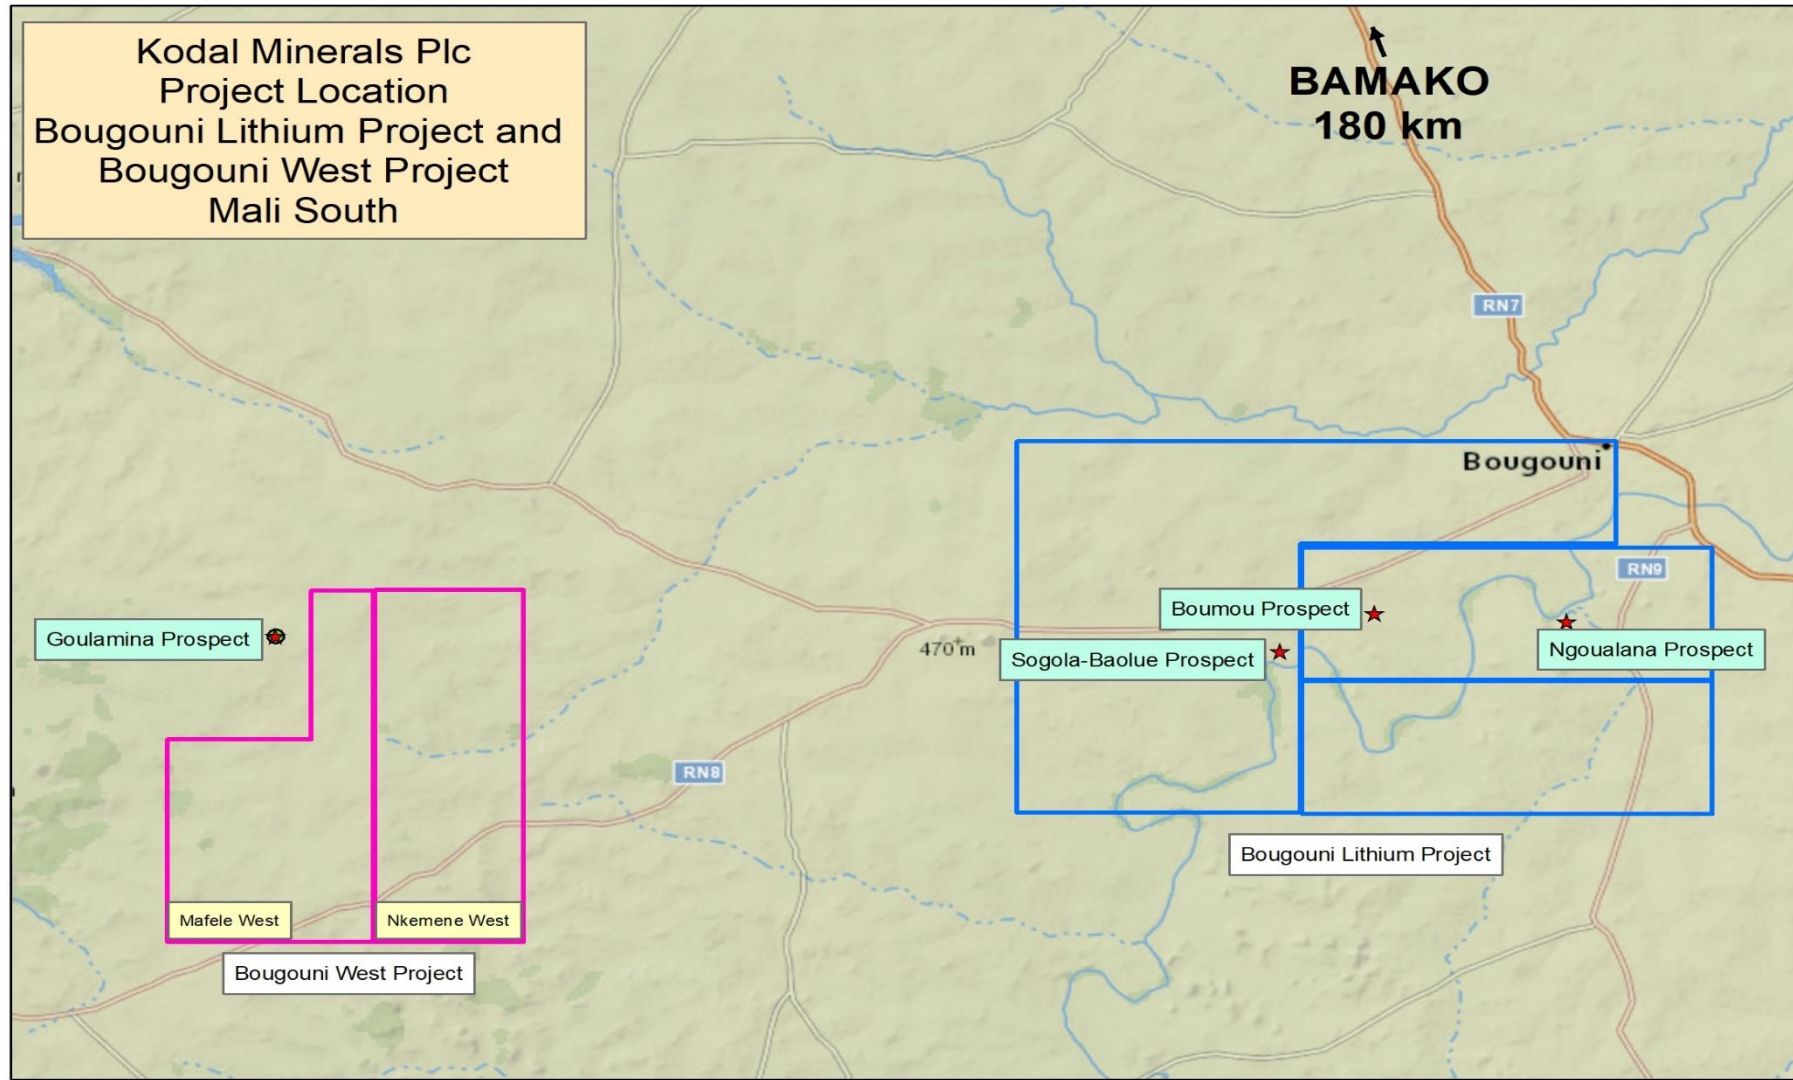 Kodal Minerals Plc
Project Location
Bougouni Lithium Project and
Bougouni West Project
Mali South
BAMAKO
180 km
RN7
Bougouni
RN9
Boumou Prospect
Goulamina Prospect
Sogola-Baolue Prospect
Ngoualana Prospect
470 m
RN8
Bougouni Lithium Project
Mafele West
Nkemene West
Bougouni West Project